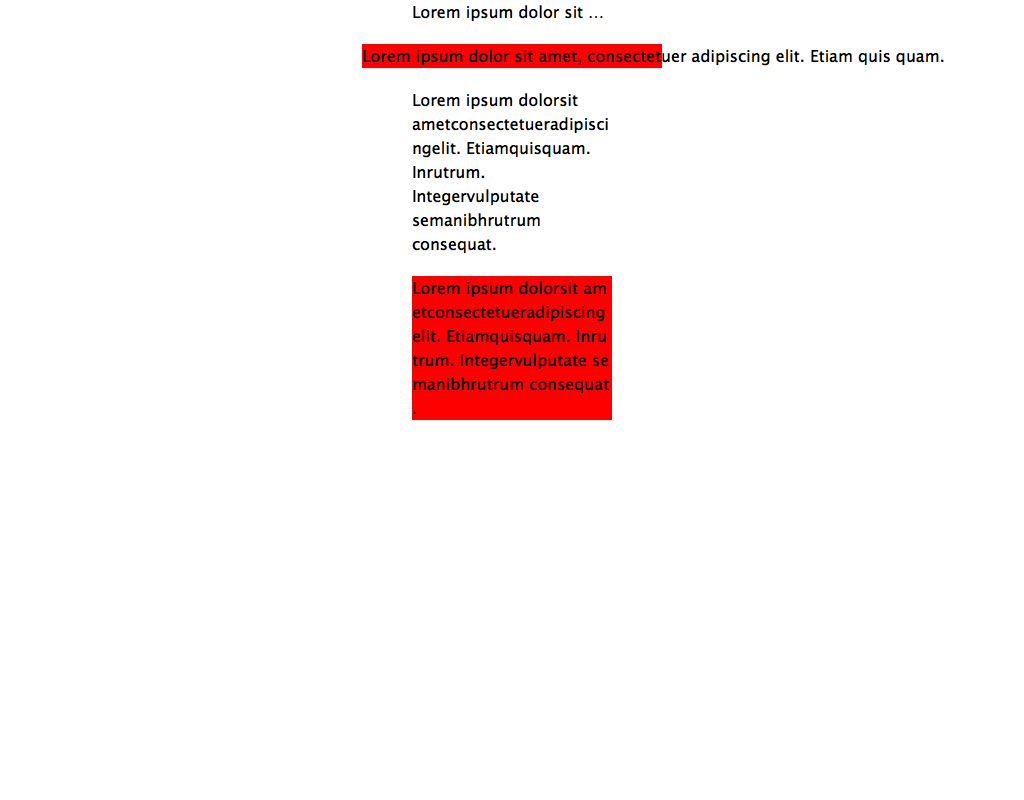 Lorem ipsum dolor sit …
Lorem ipsum dolor sit amet, consectetuer adipiscing elit. Etiam quis quam.
Lorem ipsum dolorsit
ametconsectetueradipisci
ngelit. Etiamquisquam.
Inrutrum.
Integervulputate
semanibhrutrum
consequat.
Lorem ipsum dolorsit am
etconsectetueradipiscing
elit. Etiamquisquam. Inru
trum. Integervulputate se
manibhrutrum consequat
.